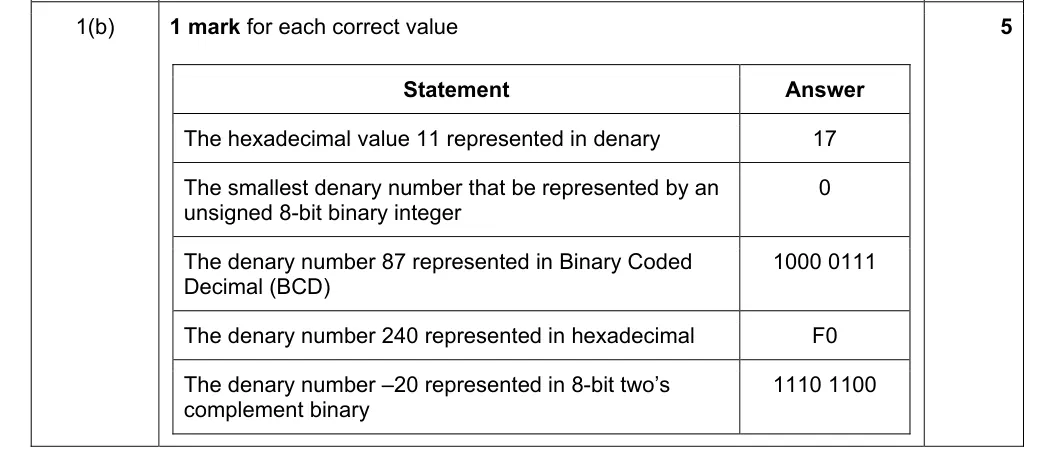 1(b)
1 mark for each correct value
5
Statement
Answer
The hexadecimal value 11 represented in denary
17
The smallest denary number that be represented by an
unsigned 8-bit binary integer
0
The denary number 87 represented in Binary Coded
Decimal (BCD)
1000 0111
The denary number 240 represented in hexadecimal
F0
The denary number –20 represented in 8-bit two’s
complement binary
1110 1100